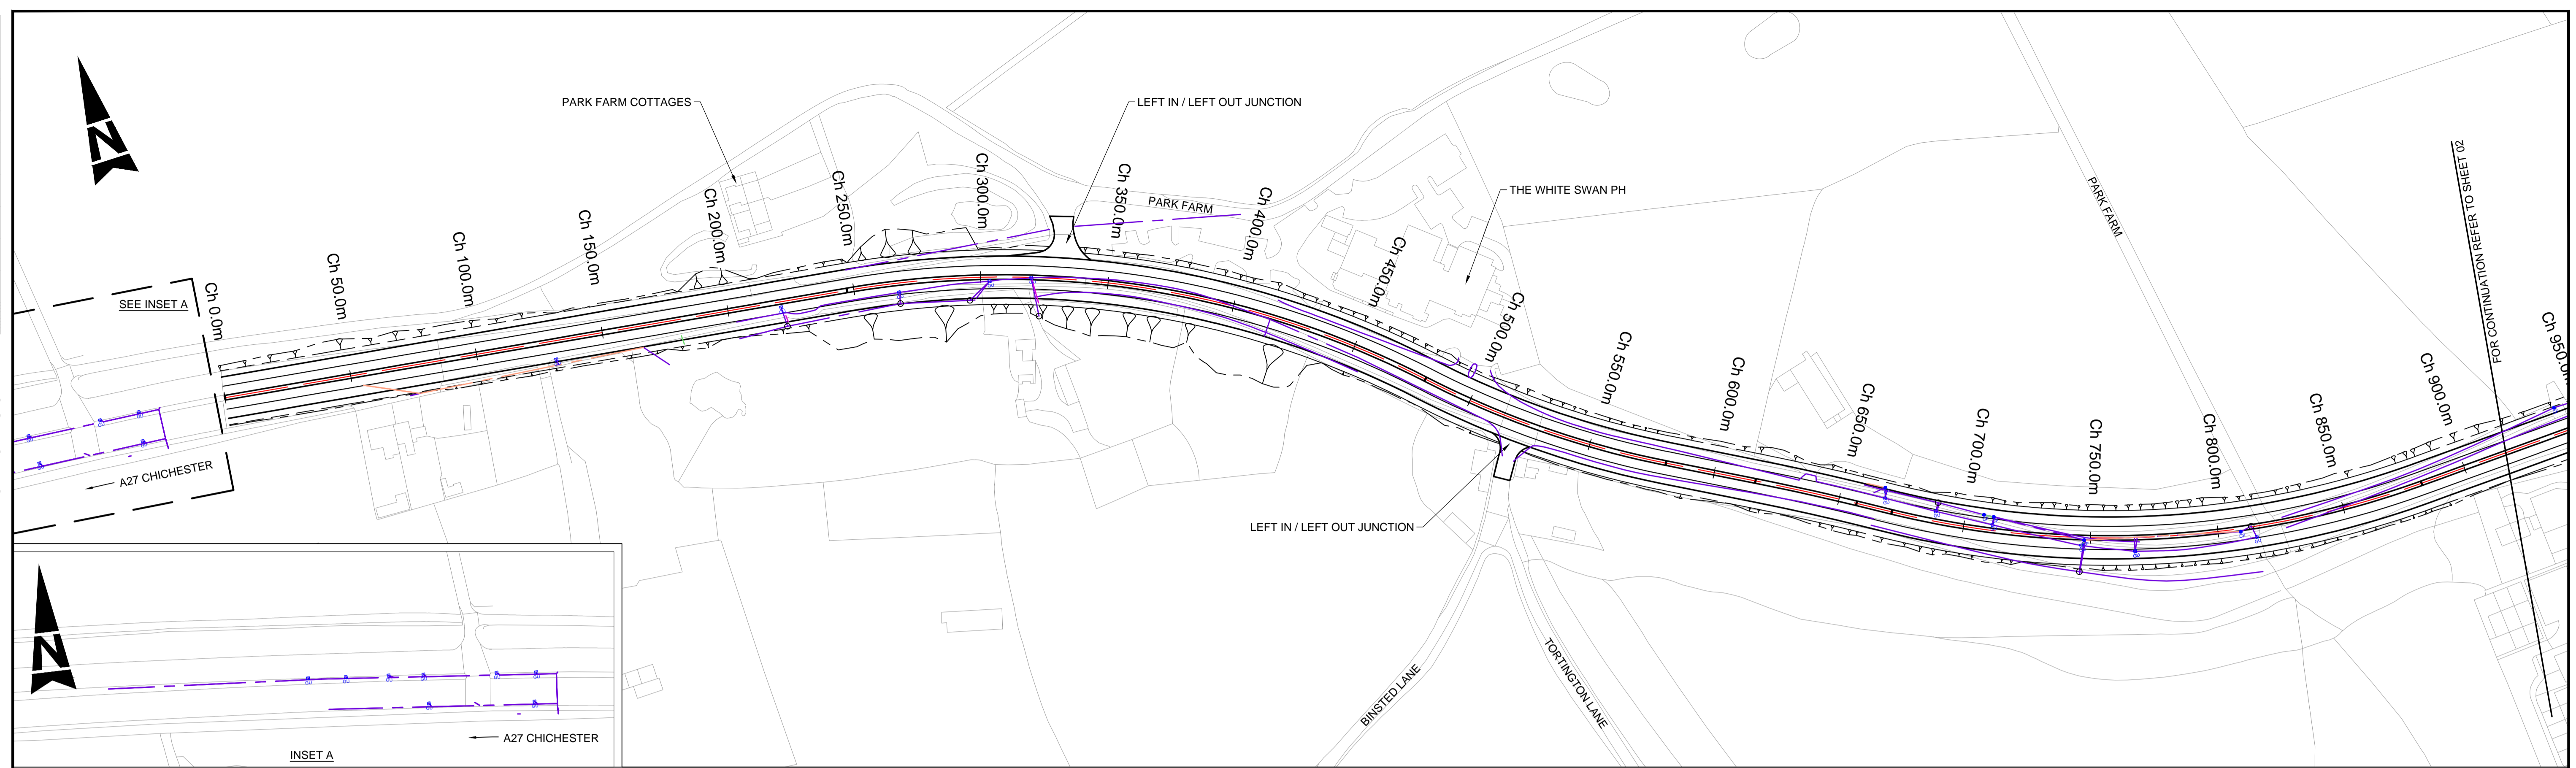 N
PARK FARM COTTAGES
LEFT IN / LEFT OUT JUNCTION
THE WHITE SWAN PH
PARK FARM
PARK FARM
FOR CONTINUATION REFER TO SHEET 02
SEE INSET A
Ch 0.0m
Ch 50.0m
Ch 100.0m
Ch 150.0m
Ch 200.0m
Ch 250.0m
Ch 300.0m
Ch 350.0m
Ch 400.0m
Ch 450.0m
Ch 500.0m
Ch 550.0m
Ch 600.0m
Ch 650.0m
Ch 700.0m
Ch 750.0m
Ch 800.0m
Ch 850.0m
Ch 900.0m
Ch 950.0m
A27 CHICHESTER
LEFT IN / LEFT OUT JUNCTION
BINSTED LANE
TORTINGTON LANE
N
A27 CHICHESTER
INSET A